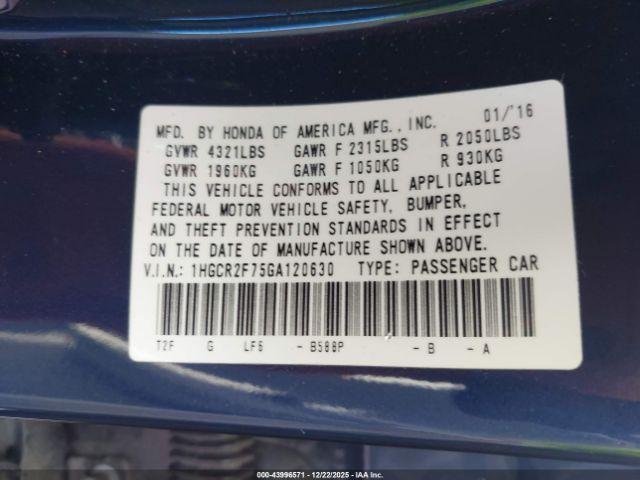 MFD. BY HONDA OF AMERICA MFG., INC. 01/'16
GVWR 4321LBS GAWR F 2315LBS R 2050LBS
GVWR 1960KG GAWR F 1050KG R 930KG
THIS VEHICLE CONFORMS TO ALL APPLICABLE
FEDERAL MOTOR VEHICLE SAFETY, BUMPER,
AND THEFT PREVENTION STANDARDS IN EFFECT
ON THE DATE OF MANUFACTURE SHOWN ABOVE.
V.I.N.: 1HGCR2F75GA120630 TYPE: PASSENGER CAR
T2F G LF6 - B588P - B - A
000-43996571 - 12/22/2025 - IAA Inc.